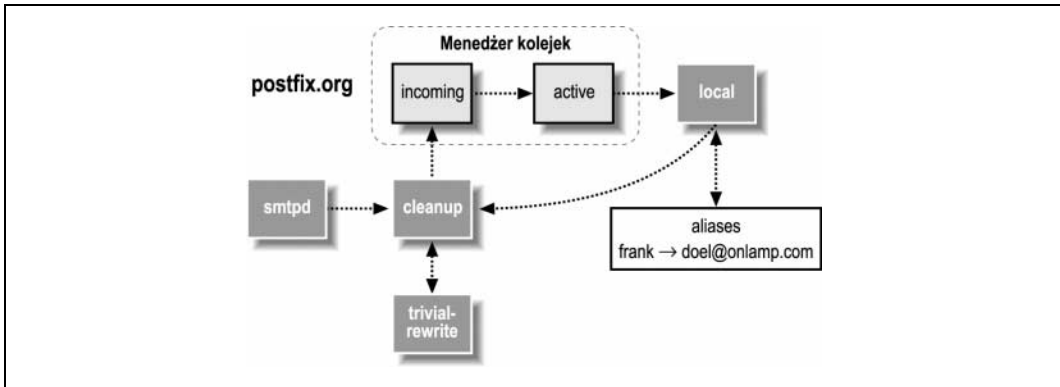 Menedżer kolejek
postfix.org
incoming
active
local
smtpd
cleanup
aliases
frank → doel@onlamp.com
trivial-
rewrite